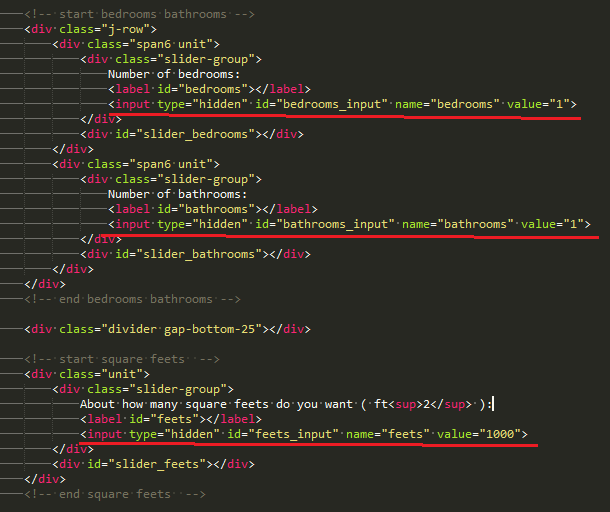 <!-- start bedrooms bathrooms -->
<div class="j-row">
<div class="span6 unit">
<div class="slider-group">
Number of bedrooms:
<label id="bedrooms"></label>
<input type="hidden" id="bedrooms_input" name="bedrooms" value="1">
</div>
<div id="slider_bedrooms"></div>
</div>
<div class="span6 unit">
<div class="slider-group">
Number of bathrooms:
<label id="bathrooms"></label>
<input type="hidden" id="bathrooms_input" name="bathrooms" value="1">
</div>
<div id="slider_bathrooms"></div>
</div>
</div>
<!-- end bedrooms bathrooms -->
<div class="divider gap-bottom-25"></div>
<!-- start square feets -->
<div class="unit">
<div class="slider-group">
About how many square feets do you want ( ft<sup>2</sup> ):
<label id="feets"></label>
<input type="hidden" id="feets_input" name="feets" value="1000">
</div>
<div id="slider_feets"></div>
</div>
<!-- end square feets -->